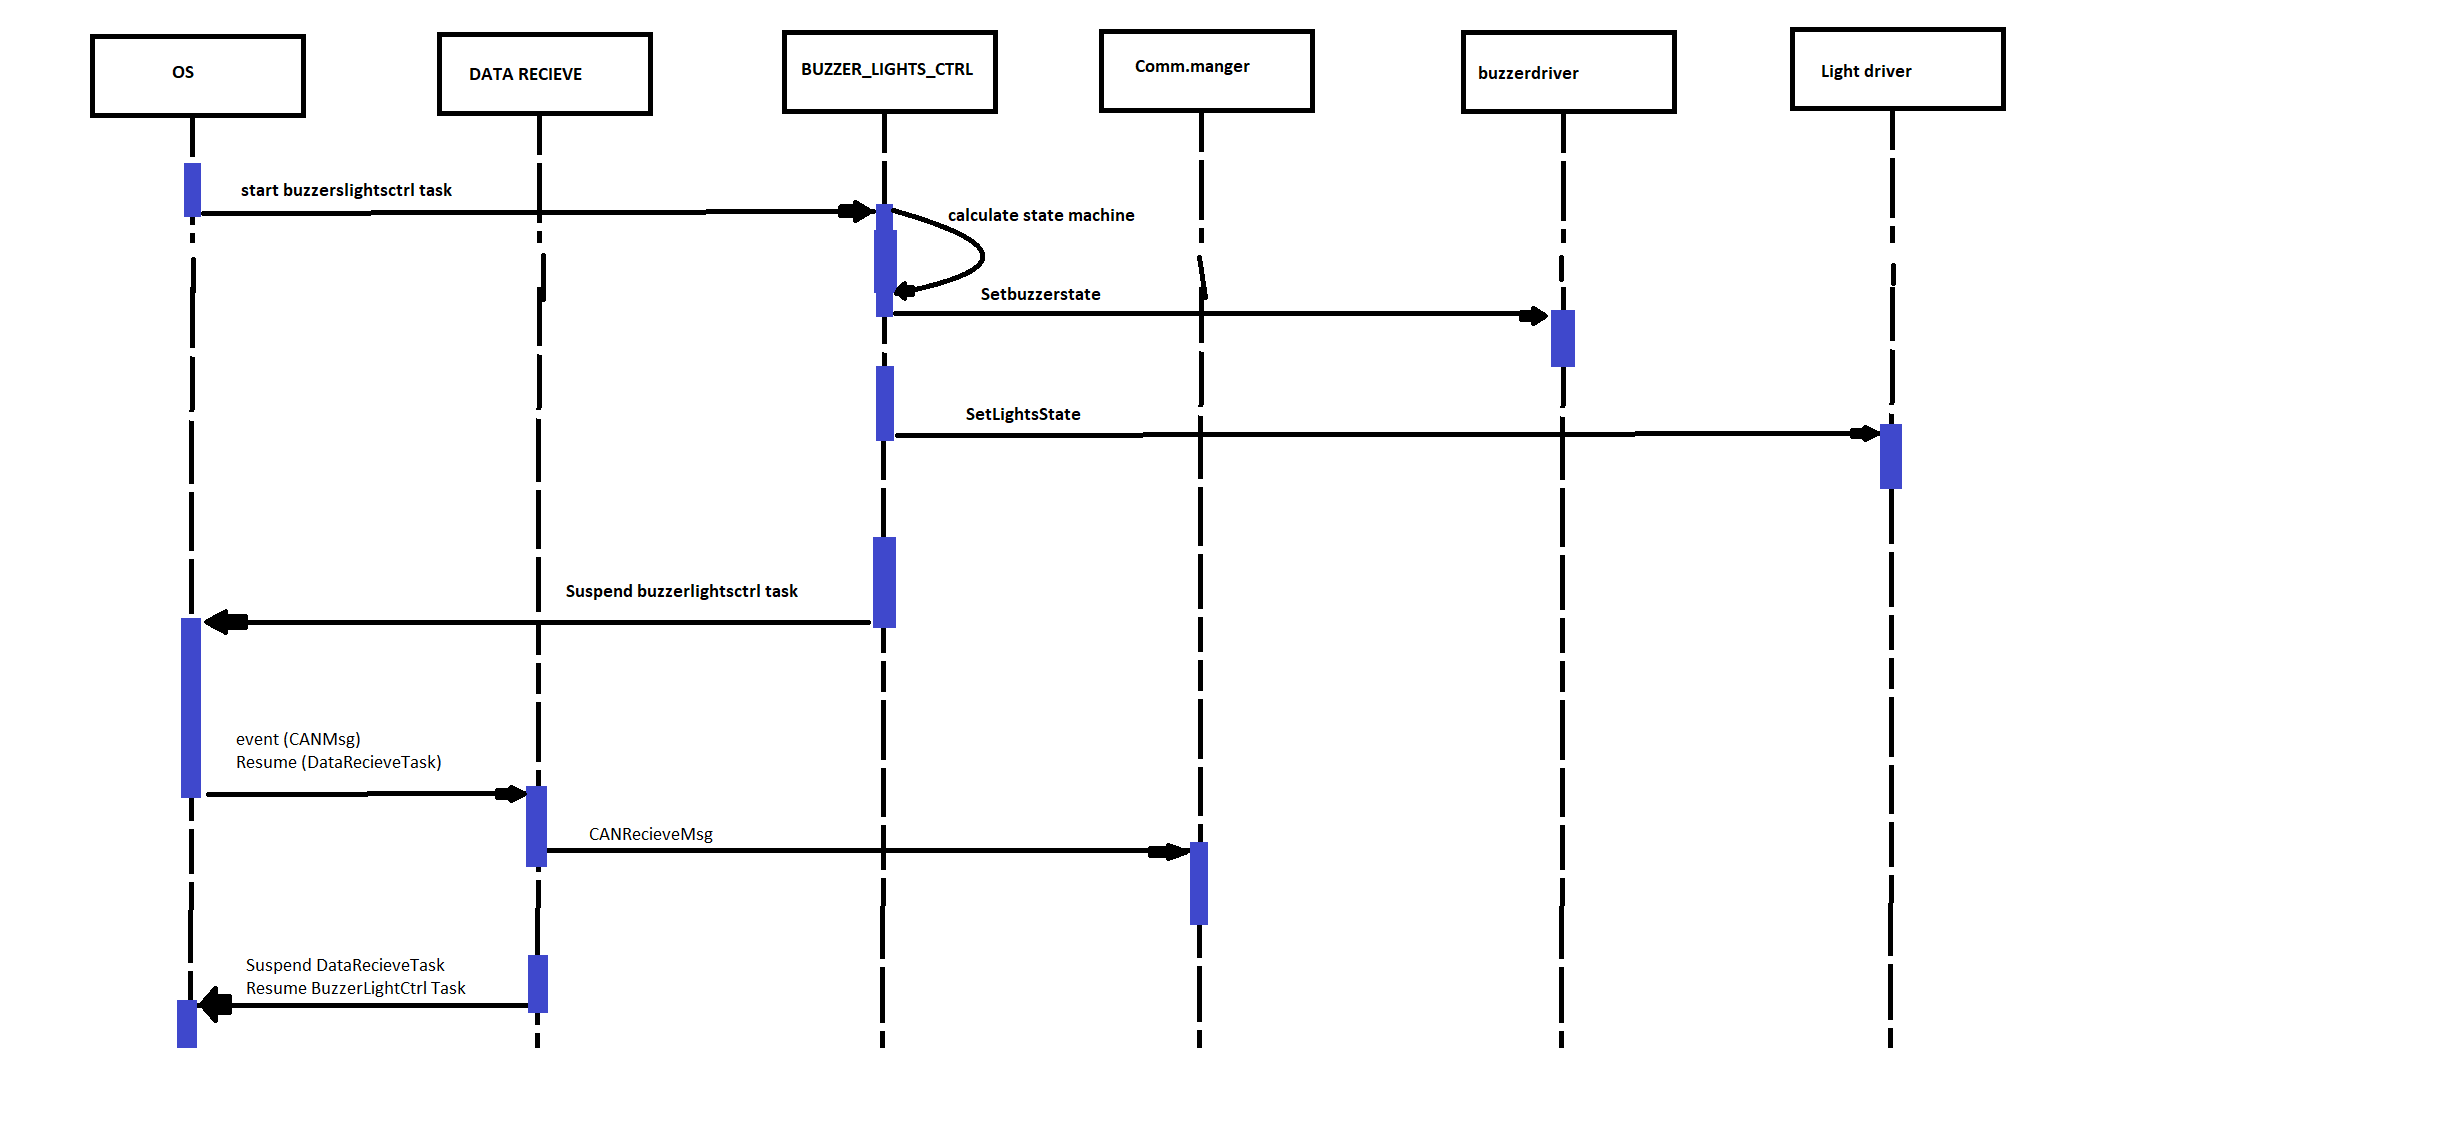 OS
DATA RECIEVE
BUZZER_LIGHTS_CTRL
Comm.manger
buzzerdriver
Light driver
start buzzerslightsctrl task
calculate state machine
Setbuzzerstate
SetLightsState
Suspend buzzerlightsctrl task
event (CANMsg)
Resume (DataRecieveTask)
CANRecieveMsg
Suspend DataRecieveTask
Resume BuzzerLightCtrl Task